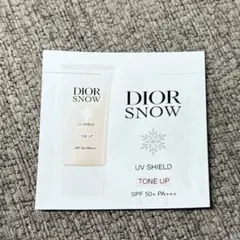 DIOR
SNOW
UV SHIELD
TONE UP
DIOR
SNOW
UV SHIELD
TONE UP
SPF 50+ PA+++